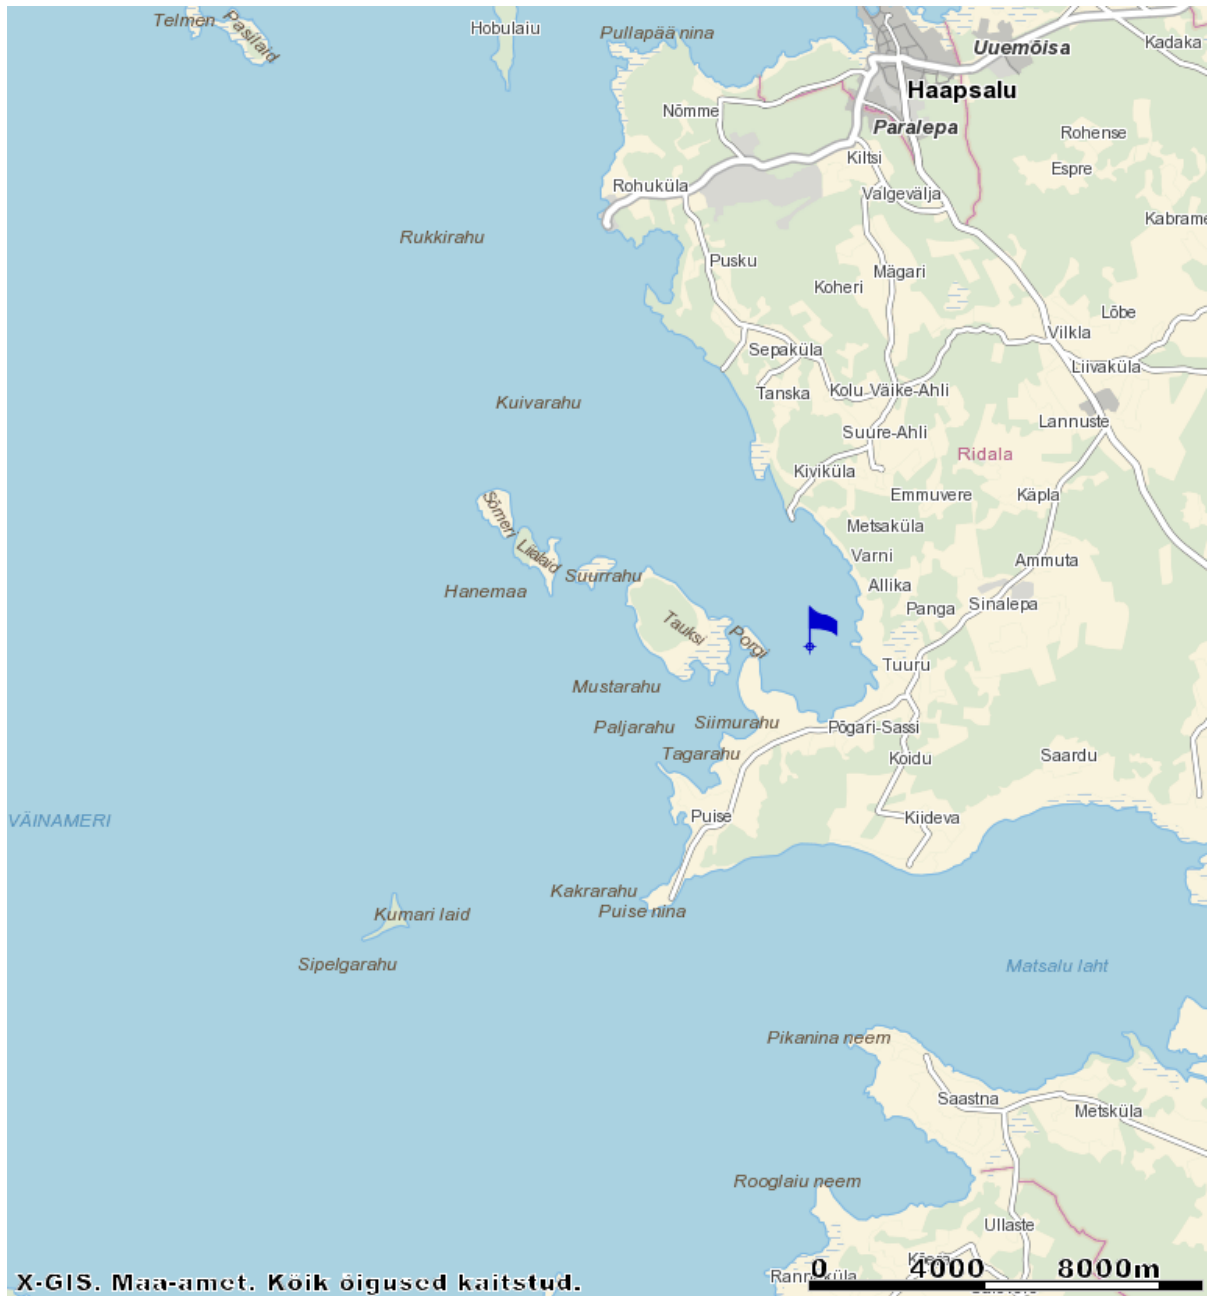 Telmen
Pasilaid
Hobulaiu
Pullapää nina
Uuemõisa
Kadaka
Haapsalu
Nõmme
Paralepa
Rohense
Kiltsi
Espre
Rohuküla
Valgevälja
Kabrame
Rukkirahu
Pusku
Mägari
Koheri
Lõbe
Vilkla
Sepaküla
Liivaküla
Tanska
Kolu
Väike-Ahli
Kuivarahu
Lannuste
Suure-Ahli
Ridala
Kiviküla
Emmuvere
Käpla
Sõmeri
Metsaküla
Liialaid
Varni
Ammuta
Suurrahu
Hanemaa
Allika
Panga
Sinalepa
Tauksi
Porgi
Tuuru
Mustarahu
Paljarahu
Siimurahu
Põgari-Sassi
Tagarahu
Koidu
Saardu
VÄINAMERI
Puise
Kiideva
Kakrarahu
Puise nina
Kumari laid
Sipelgarahu
Matsalu laht
Pikanina neem
Saastna
Metsküla
Rooglaiu neem
Ullaste
X-GIS. Maa-amet. Kõik õigused kaitstud.
0 4000 8000m